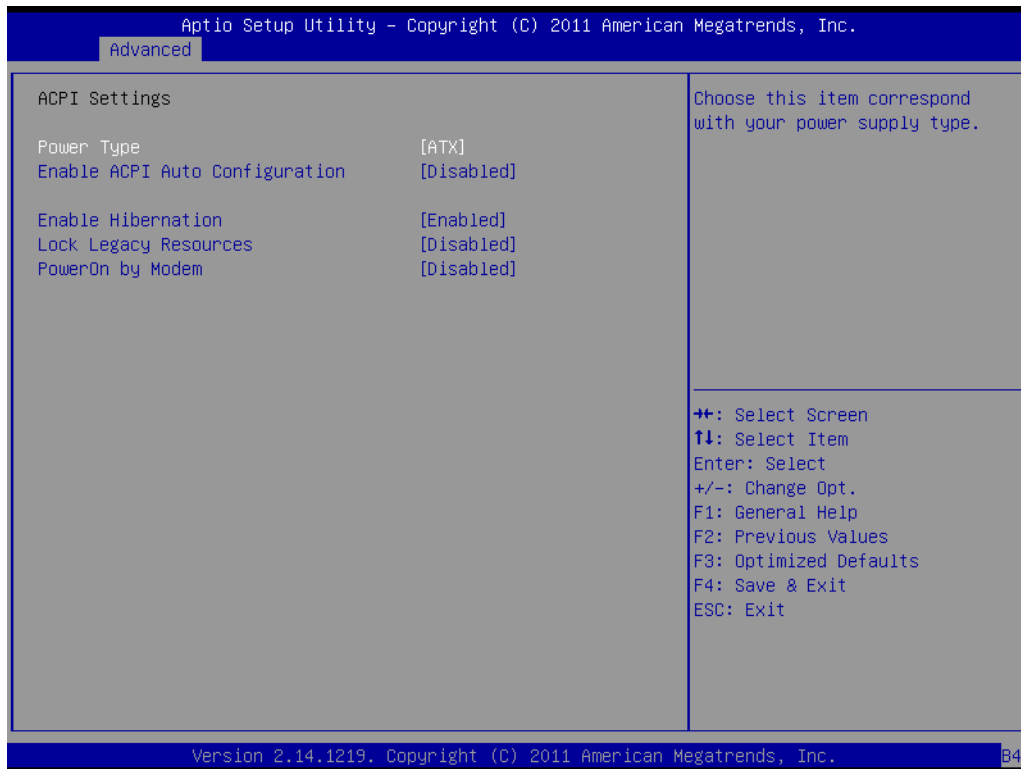 Aptio Setup Utility – Copyright (C) 2011 American Megatrends, Inc.
Advanced
ACPI Settings
Power Type [ATX]
Enable ACPI Auto Configuration [Disabled]
Enable Hibernation [Enabled]
Lock Legacy Resources [Disabled]
PowerOn by Modem [Disabled]
Choose this item correspond
with your power supply type.
→←: Select Screen
↑↓: Select Item
Enter: Select
+/-: Change Opt.
F1: General Help
F2: Previous Values
F3: Optimized Defaults
F4: Save & Exit
ESC: Exit
Version 2.14.1219. Copyright (C) 2011 American Megatrends, Inc.
B4